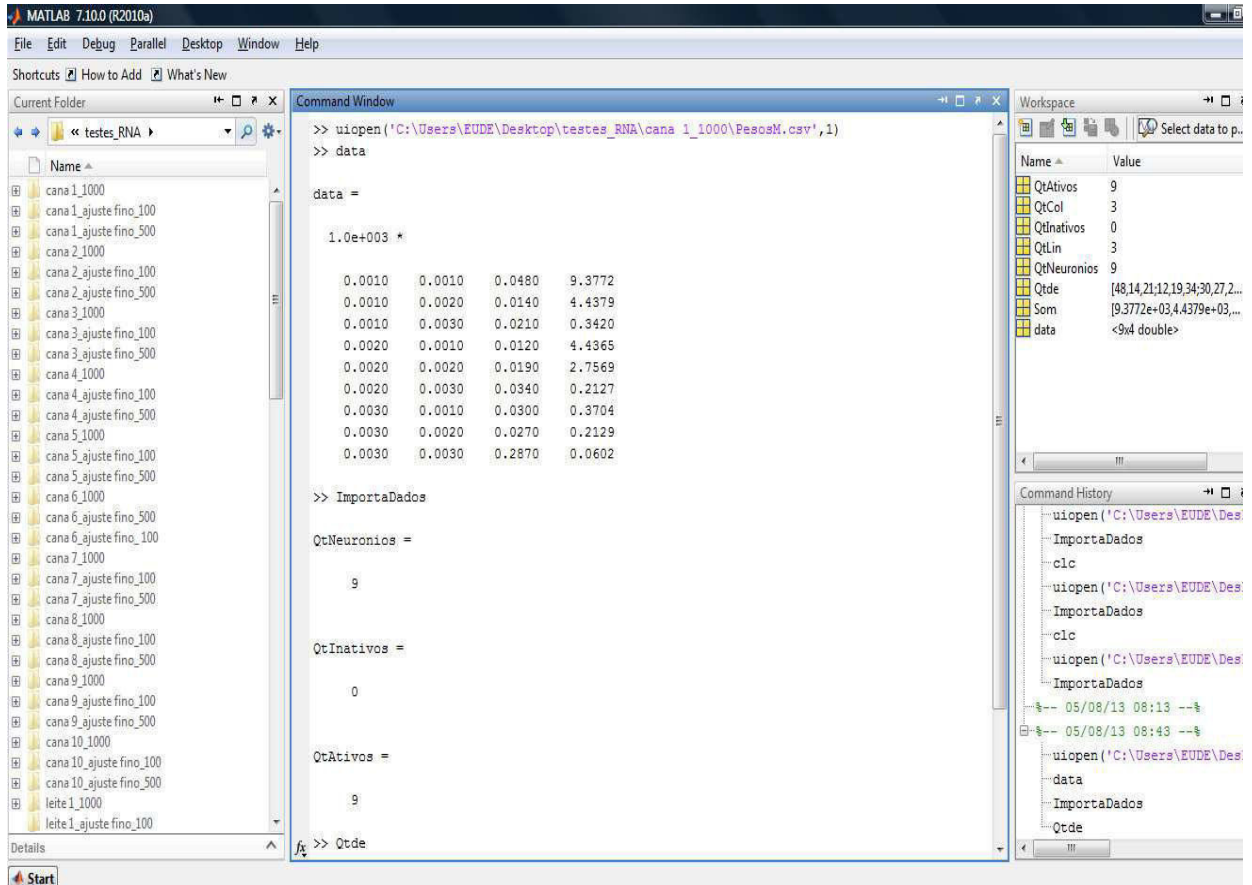 MATLAB 7.10.0 (R2010a)
File Edit Debug Parallel Desktop Window Help
Shortcuts How to Add What's New
Current Folder
« testes_RNA
Name
cana 1_1000
cana 1_ajuste fino_100
cana 1_ajuste fino_500
cana 2_1000
cana 2_ajuste fino_100
cana 2_ajuste fino_500
cana 3_1000
cana 3_ajuste fino_100
cana 3_ajuste fino_500
cana 4_1000
cana 4_ajuste fino_100
cana 4_ajuste fino_500
cana 5_1000
cana 5_ajuste fino_100
cana 5_ajuste fino_500
cana 6_1000
cana 6_ajuste fino_500
cana 6_ajuste fino_ 100
cana 7_1000
cana 7_ajuste fino_100
cana 7_ajuste fino_500
cana 8_1000
cana 8_ajuste fino_100
cana 8_ajuste fino_500
cana 9_1000
cana 9_ajuste fino_100
cana 9_ajuste fino_500
cana 10_1000
cana 10_ajuste fino_100
cana 10_ajuste fino_500
leite 1_1000
leite 1_ajuste fino_100
Details
Start
Command Window
>> uiopen('C:\Users\EUDE\Desktop\testes_RNA\cana 1_1000\PesosM.csv',1)
>> data
data =
1.0e+003 *
0.0010 0.0010 0.0480 9.3772
0.0010 0.0020 0.0140 4.4379
0.0010 0.0030 0.0210 0.3420
0.0020 0.0010 0.0120 4.4365
0.0020 0.0020 0.0190 2.7569
0.0020 0.0030 0.0340 0.2127
0.0030 0.0010 0.0300 0.3704
0.0030 0.0020 0.0270 0.2129
0.0030 0.0030 0.2870 0.0602
>> ImportaDados
QtNeuronios =
9
QtInativos =
0
QtAtivos =
9
fx >> Qtde
Workspace
Select data to p...
Name Value
QtAtivos 9
QtCol 3
QtInativos 0
QtLin 3
QtNeuronios 9
Qtde [48,14,21;12,19,34;30,27,2...
Som [9.3772e+03,4.4379e+03,...
data <9x4 double>
Command History
uiopen('C:\Users\EUDE\Des
ImportaDados
clc
uiopen('C:\Users\EUDE\Des
ImportaDados
clc
uiopen('C:\Users\EUDE\Des
ImportaDados
%-- 05/08/13 08:13 --%
%-- 05/08/13 08:43 --%
uiopen('C:\Users\EUDE\Des
data
ImportaDados
Qtde